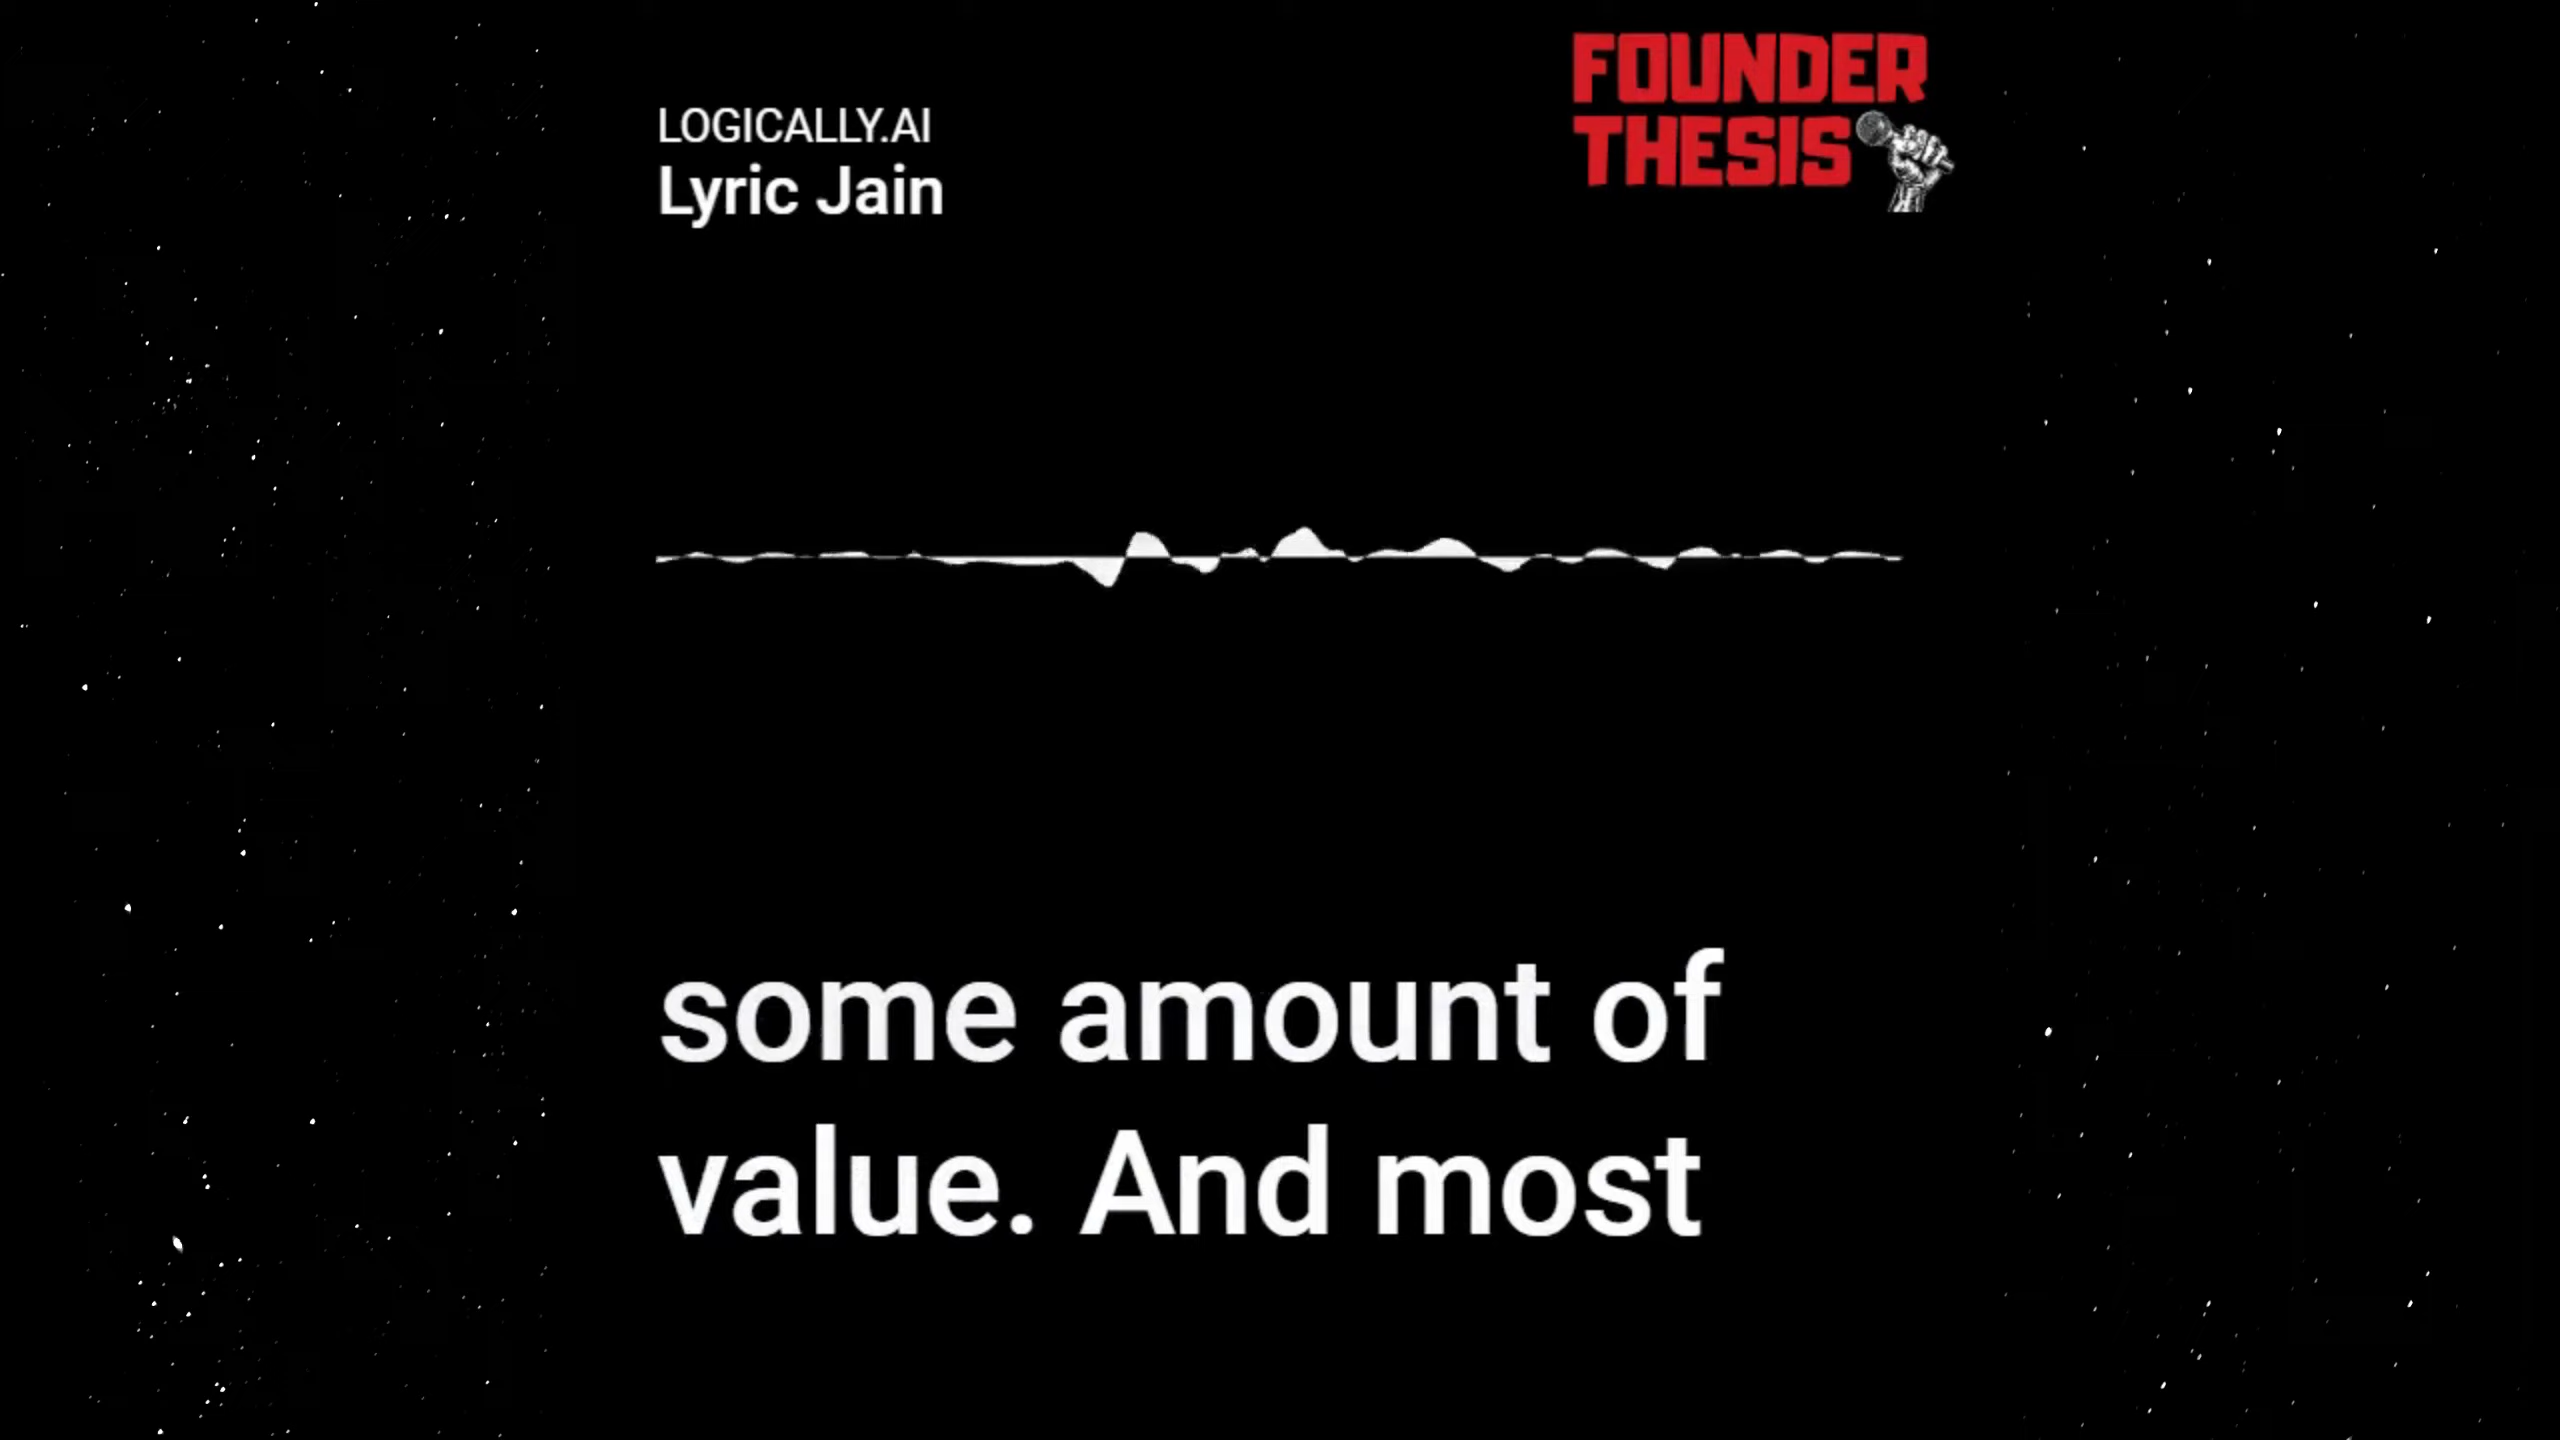 LOGICALLY.AI
Lyric Jain
FOUNDER
THESIS
some amount of
value. And most